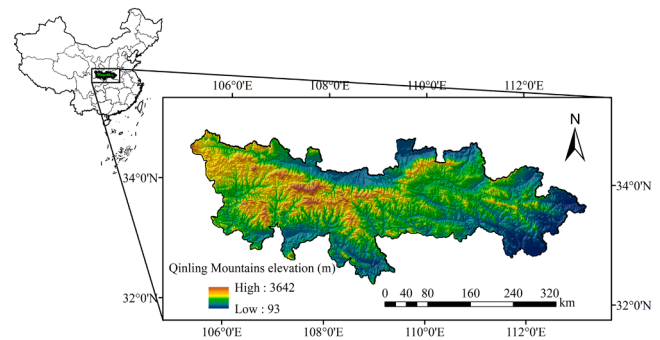 106°0'E 108°0'E 110°0'E 112°0'E
N
34°0'N 34°0'N
Qinling Mountains elevation (m)
High : 3642
Low : 93
0 40 80 160 240 320
km
32°0'N 32°0'N
106°0'E 108°0'E 110°0'E 112°0'E